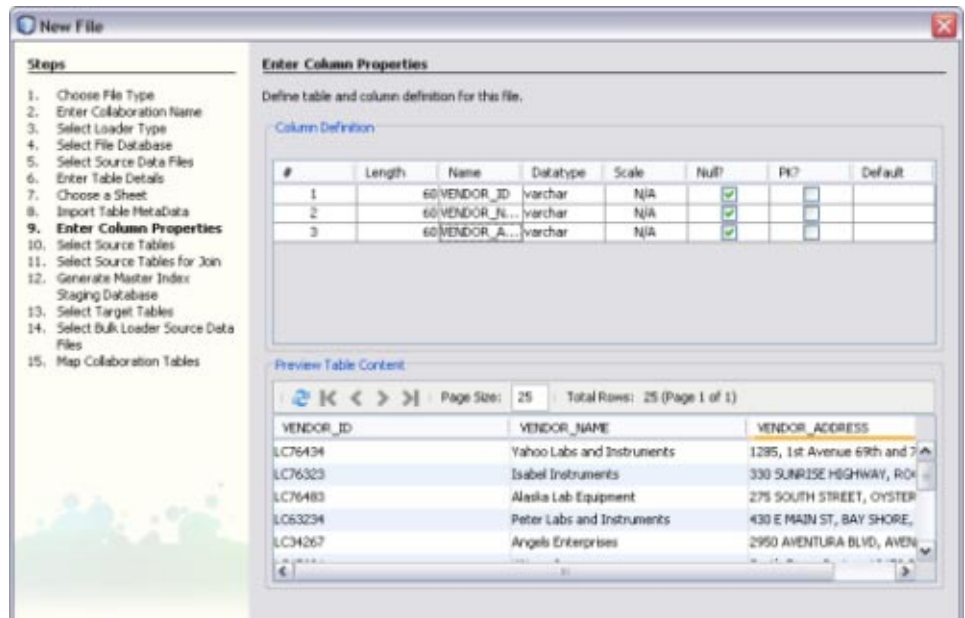 New File
Steps
1. Choose File Type
2. Enter Collaboration Name
3. Select Loader Type
4. Select File Database
5. Select Source Data Files
6. Enter Table Details
7. Choose a Sheet
8. Import Table MetaData
9. Enter Column Properties
10. Select Source Tables
11. Select Source Tables for Join
12. Generate Master Index
Staging Database
13. Select Target Tables
14. Select Bulk Loader Source Data
Files
15. Map Collaboration Tables
Enter Column Properties
Define table and column definition for this file.
Column Definition
# Length Name Datatype Scale Null? PK? Default
1 60 VENDOR_ID varchar N/A
2 60 VENDOR_N... varchar N/A
3 60 VENDOR_A... varchar N/A
Preview Table Content
Page Size: 25 Total Rows: 25 (Page 1 of 1)
VENDOR_ID VENDOR_NAME VENDOR_ADDRESS
LC76434 Yahoo Labs and Instruments 1285, 1st Avenue 69th and 7
LC76323 Isabel Instruments 330 SUNRISE HIGHWAY,
LC76483 Alaska Lab Equipment 275 SOUTH STREET, OYSTER
LC63234 Peter Labs and Instruments 430 E MAIN ST, BAY SHORE,
LC34267 Angels Enterprises 2950 AVENTURA BLVD, AVEN